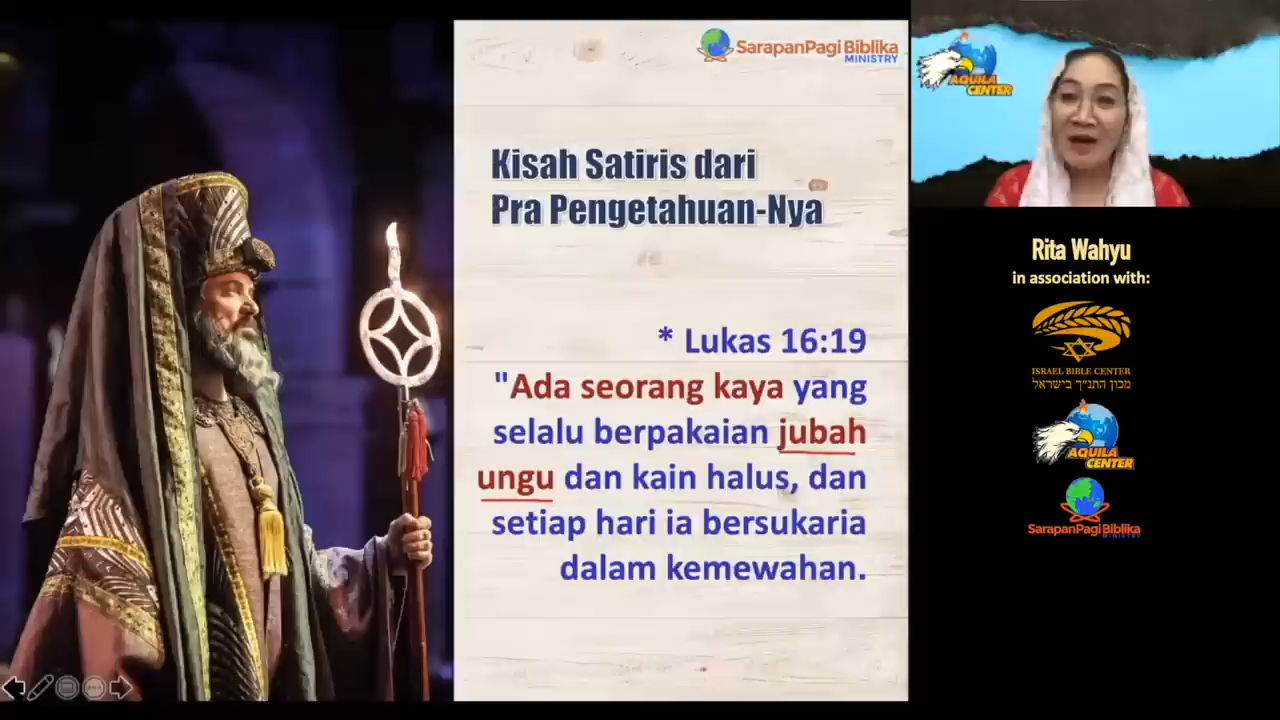 SarapanPagi Biblika
MINISTRY
Kisah Satiris dari
Pra Pengetahuan-Nya
* Lukas 16:19
"Ada seorang kaya yang
selalu berpakaian jubah
ungu dan kain halus, dan
setiap hari ia bersukaria
dalam kemewahan.
AQUILA
CENTER
Rita Wahyu
in association with:
ISRAEL BIBLE CENTER
מכון התנ״ך בישראל
AQUILA
CENTER
SarapanPagi Biblika
MINISTRY